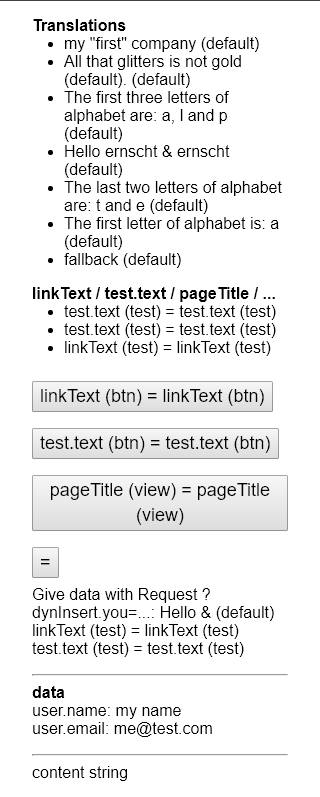 Translations
• my "first" company (default)
• All that glitters is not gold
(default). (default)
• The first three letters of
alphabet are: a, l and p
(default)
• Hello ernscht & ernscht
(default)
• The last two letters of alphabet
are: t and e (default)
• The first letter of alphabet is: a
(default)
• fallback (default)
linkText / test.text / pageTitle / ...
• test.text (test) = test.text (test)
• test.text (test) = test.text (test)
• linkText (test) = linkText (test)
linkText (btn) = linkText (btn)
test.text (btn) = test.text (btn)
pageTitle (view) = pageTitle
(view)
=
Give data with Request ?
dynInsert.you=...: Hello & (default)
linkText (test) = linkText (test)
test.text (test) = test.text (test)
data
user.name: my name
user.email: me@test.com
content string